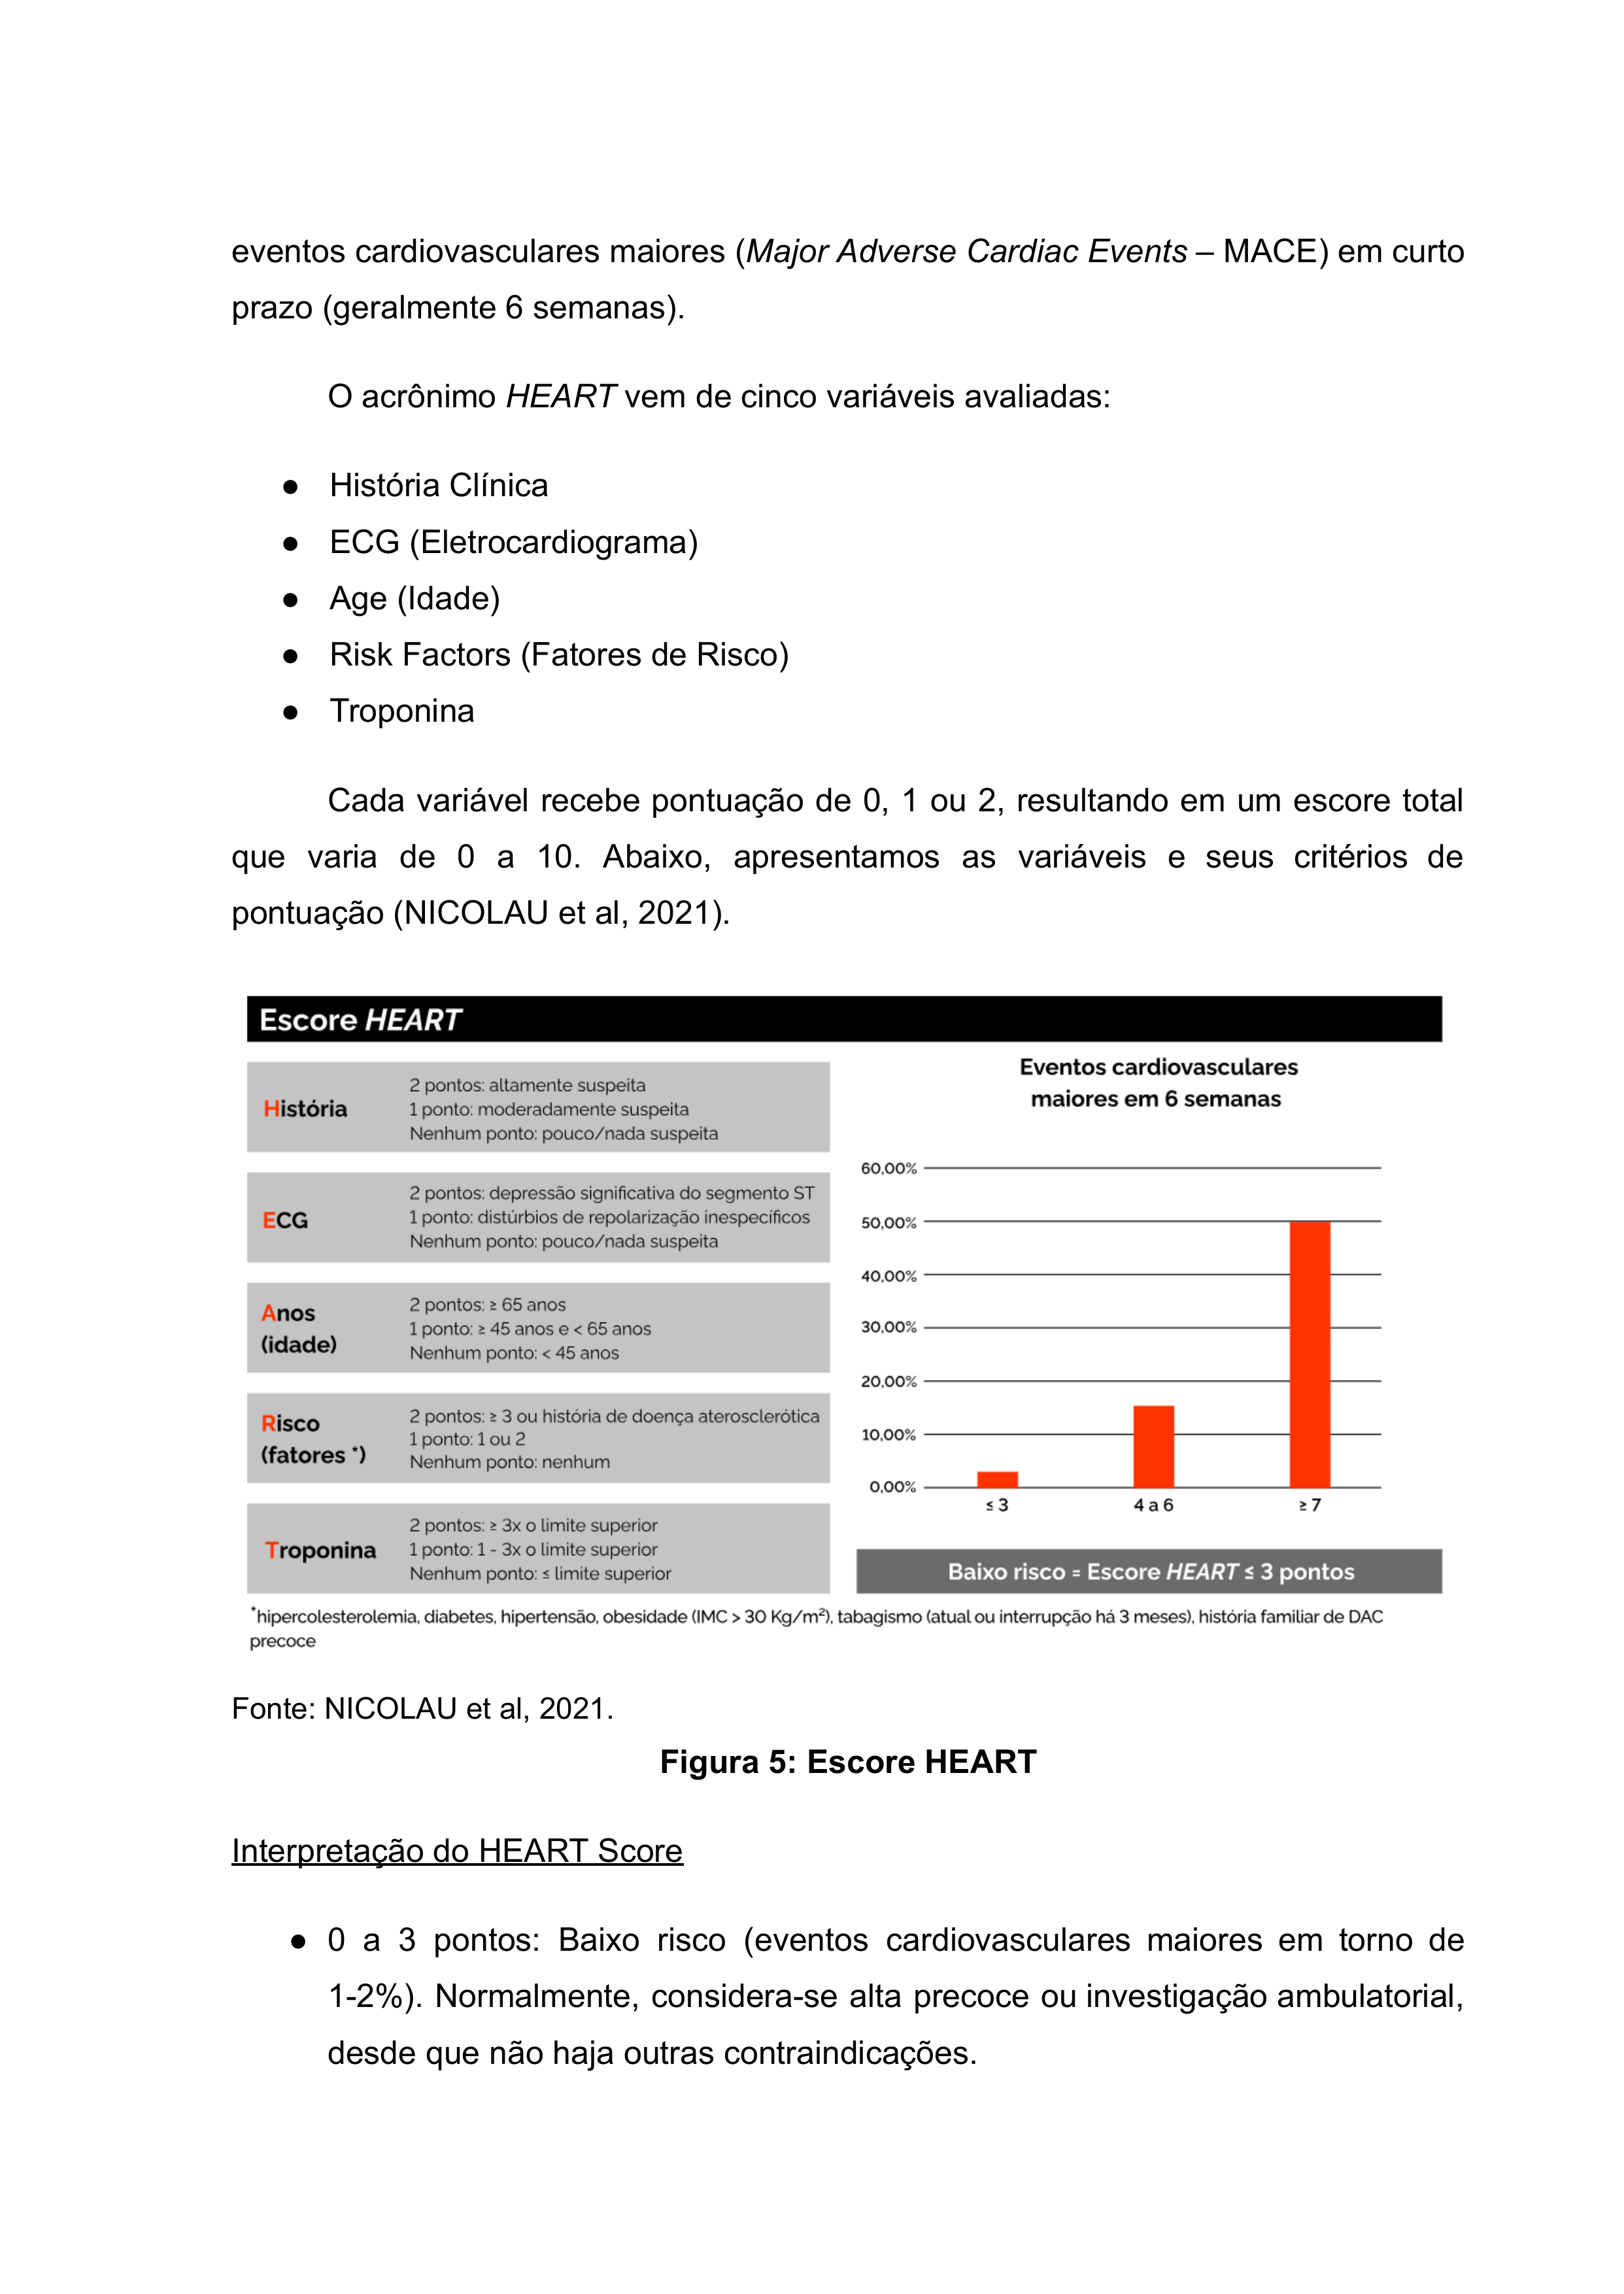 eventos cardiovasculares maiores (Major Adverse Cardiac Events – MACE) em curto
prazo (geralmente 6 semanas).
O acrônimo HEART vem de cinco variáveis avaliadas:
● História Clínica
● ECG (Eletrocardiograma)
● Age (Idade)
● Risk Factors (Fatores de Risco)
● Troponina
Cada variável recebe pontuação de 0, 1 ou 2, resultando em um escore total
que varia de 0 a 10. Abaixo, apresentamos as variáveis e seus critérios de
pontuação (NICOLAU et al, 2021).
Escore HEART
História
2 pontos: altamente suspeita
1 ponto: moderadamente suspeita
Nenhum ponto: pouco/nada suspeita
ECG
2 pontos: depressão significativa do segmento ST
1 ponto: distúrbios de repolarização inespecíficos
Nenhum ponto: pouco/nada suspeita
Anos
(idade)
2 pontos: ≥ 65 anos
1 ponto: ≥ 45 anos e < 65 anos
Nenhum ponto: < 45 anos
Risco
(fatores *)
2 pontos: ≥ 3 ou história de doença aterosclerótica
1 ponto: 1 ou 2
Nenhum ponto: nenhum
Troponina
2 pontos: ≥ 3x o limite superior
1 ponto: 1 - 3x o limite superior
Nenhum ponto: ≤ limite superior
Eventos cardiovasculares
maiores em 6 semanas
60,00%
50,00%
40,00%
30,00%
20,00%
10,00%
0,00%
≤ 3 4 a 6 ≥ 7
Baixo risco = Escore HEART ≤ 3 pontos
*hipercolesterolemia, diabetes, hipertensão, obesidade (IMC > 30 Kg/m²), tabagismo (atual ou interrupção há 3 meses), história familiar de DAC
precoce
Fonte: NICOLAU et al, 2021.
Figura 5: Escore HEART
Interpretação do HEART Score
● 0 a 3 pontos: Baixo risco (eventos cardiovasculares maiores em torno de
1-2%). Normalmente, considera-se alta precoce ou investigação ambulatorial,
desde que não haja outras contraindicações.